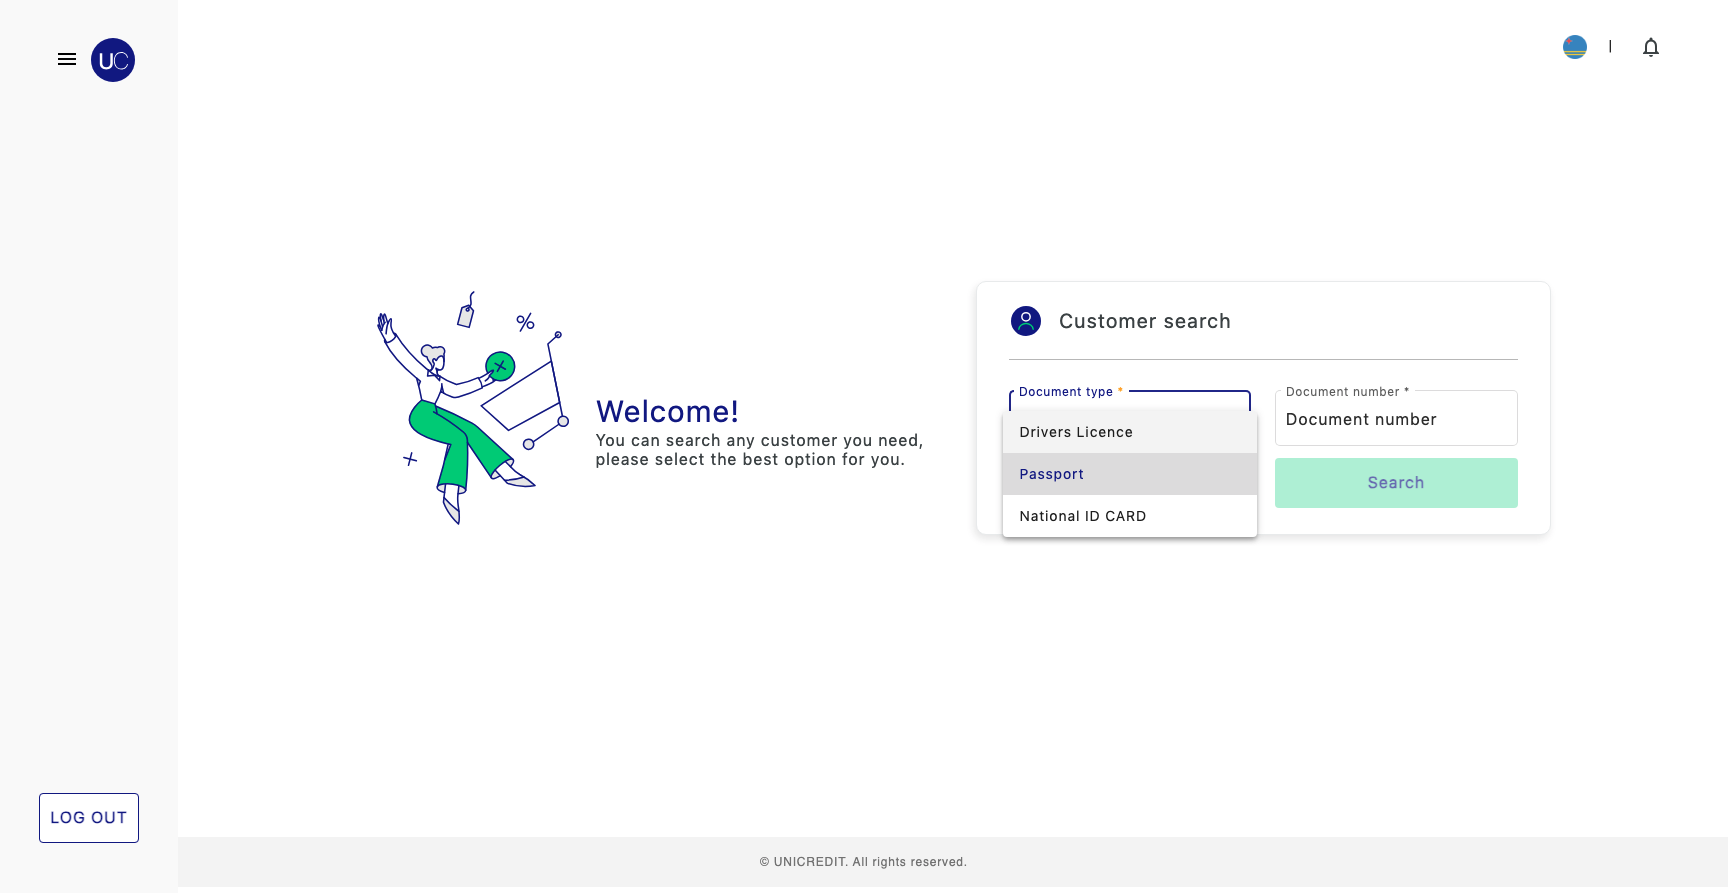 UC
|
Welcome!
You can search any customer you need,
please select the best option for you.
%
Customer search
Document type *
Drivers Licence
Passport
National ID CARD
Document number *
Document number
Search
LOG OUT
© UNICREDIT. All rights reserved.